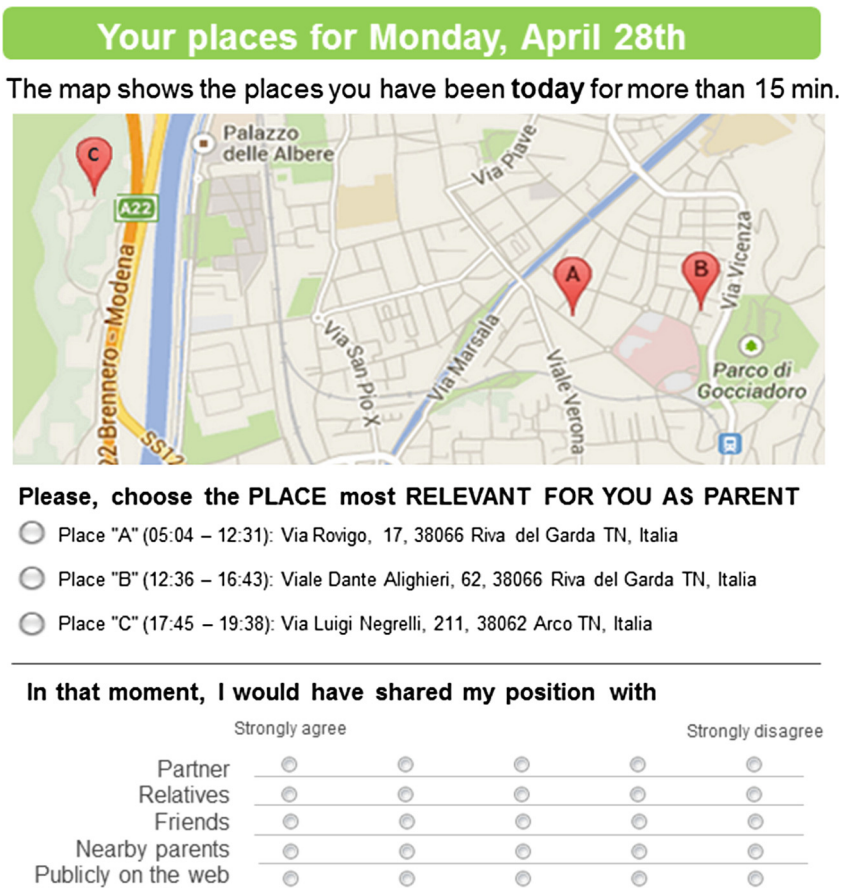 Your places for Monday, April 28th
The map shows the places you have been today for more than 15 min.
C
Palazzo
delle Albere
Via Piave
A22
A
B
Via Vicenza
22 Brennero - Modena
Via San Pio X
Via Marsala
Viale Verona
Parco di
Gocciadoro
SS12
Please, choose the PLACE most RELEVANT FOR YOU AS PARENT
Place "A" (05:04 – 12:31): Via Rovigo, 17, 38066 Riva del Garda TN, Italia
Place "B" (12:36 – 16:43): Viale Dante Alighieri, 62, 38066 Riva del Garda TN, Italia
Place "C" (17:45 – 19:38): Via Luigi Negrelli, 211, 38062 Arco TN, Italia
In that moment, I would have shared my position with
Strongly agree Strongly disagree
Partner
Relatives
Friends
Nearby parents
Publicly on the web